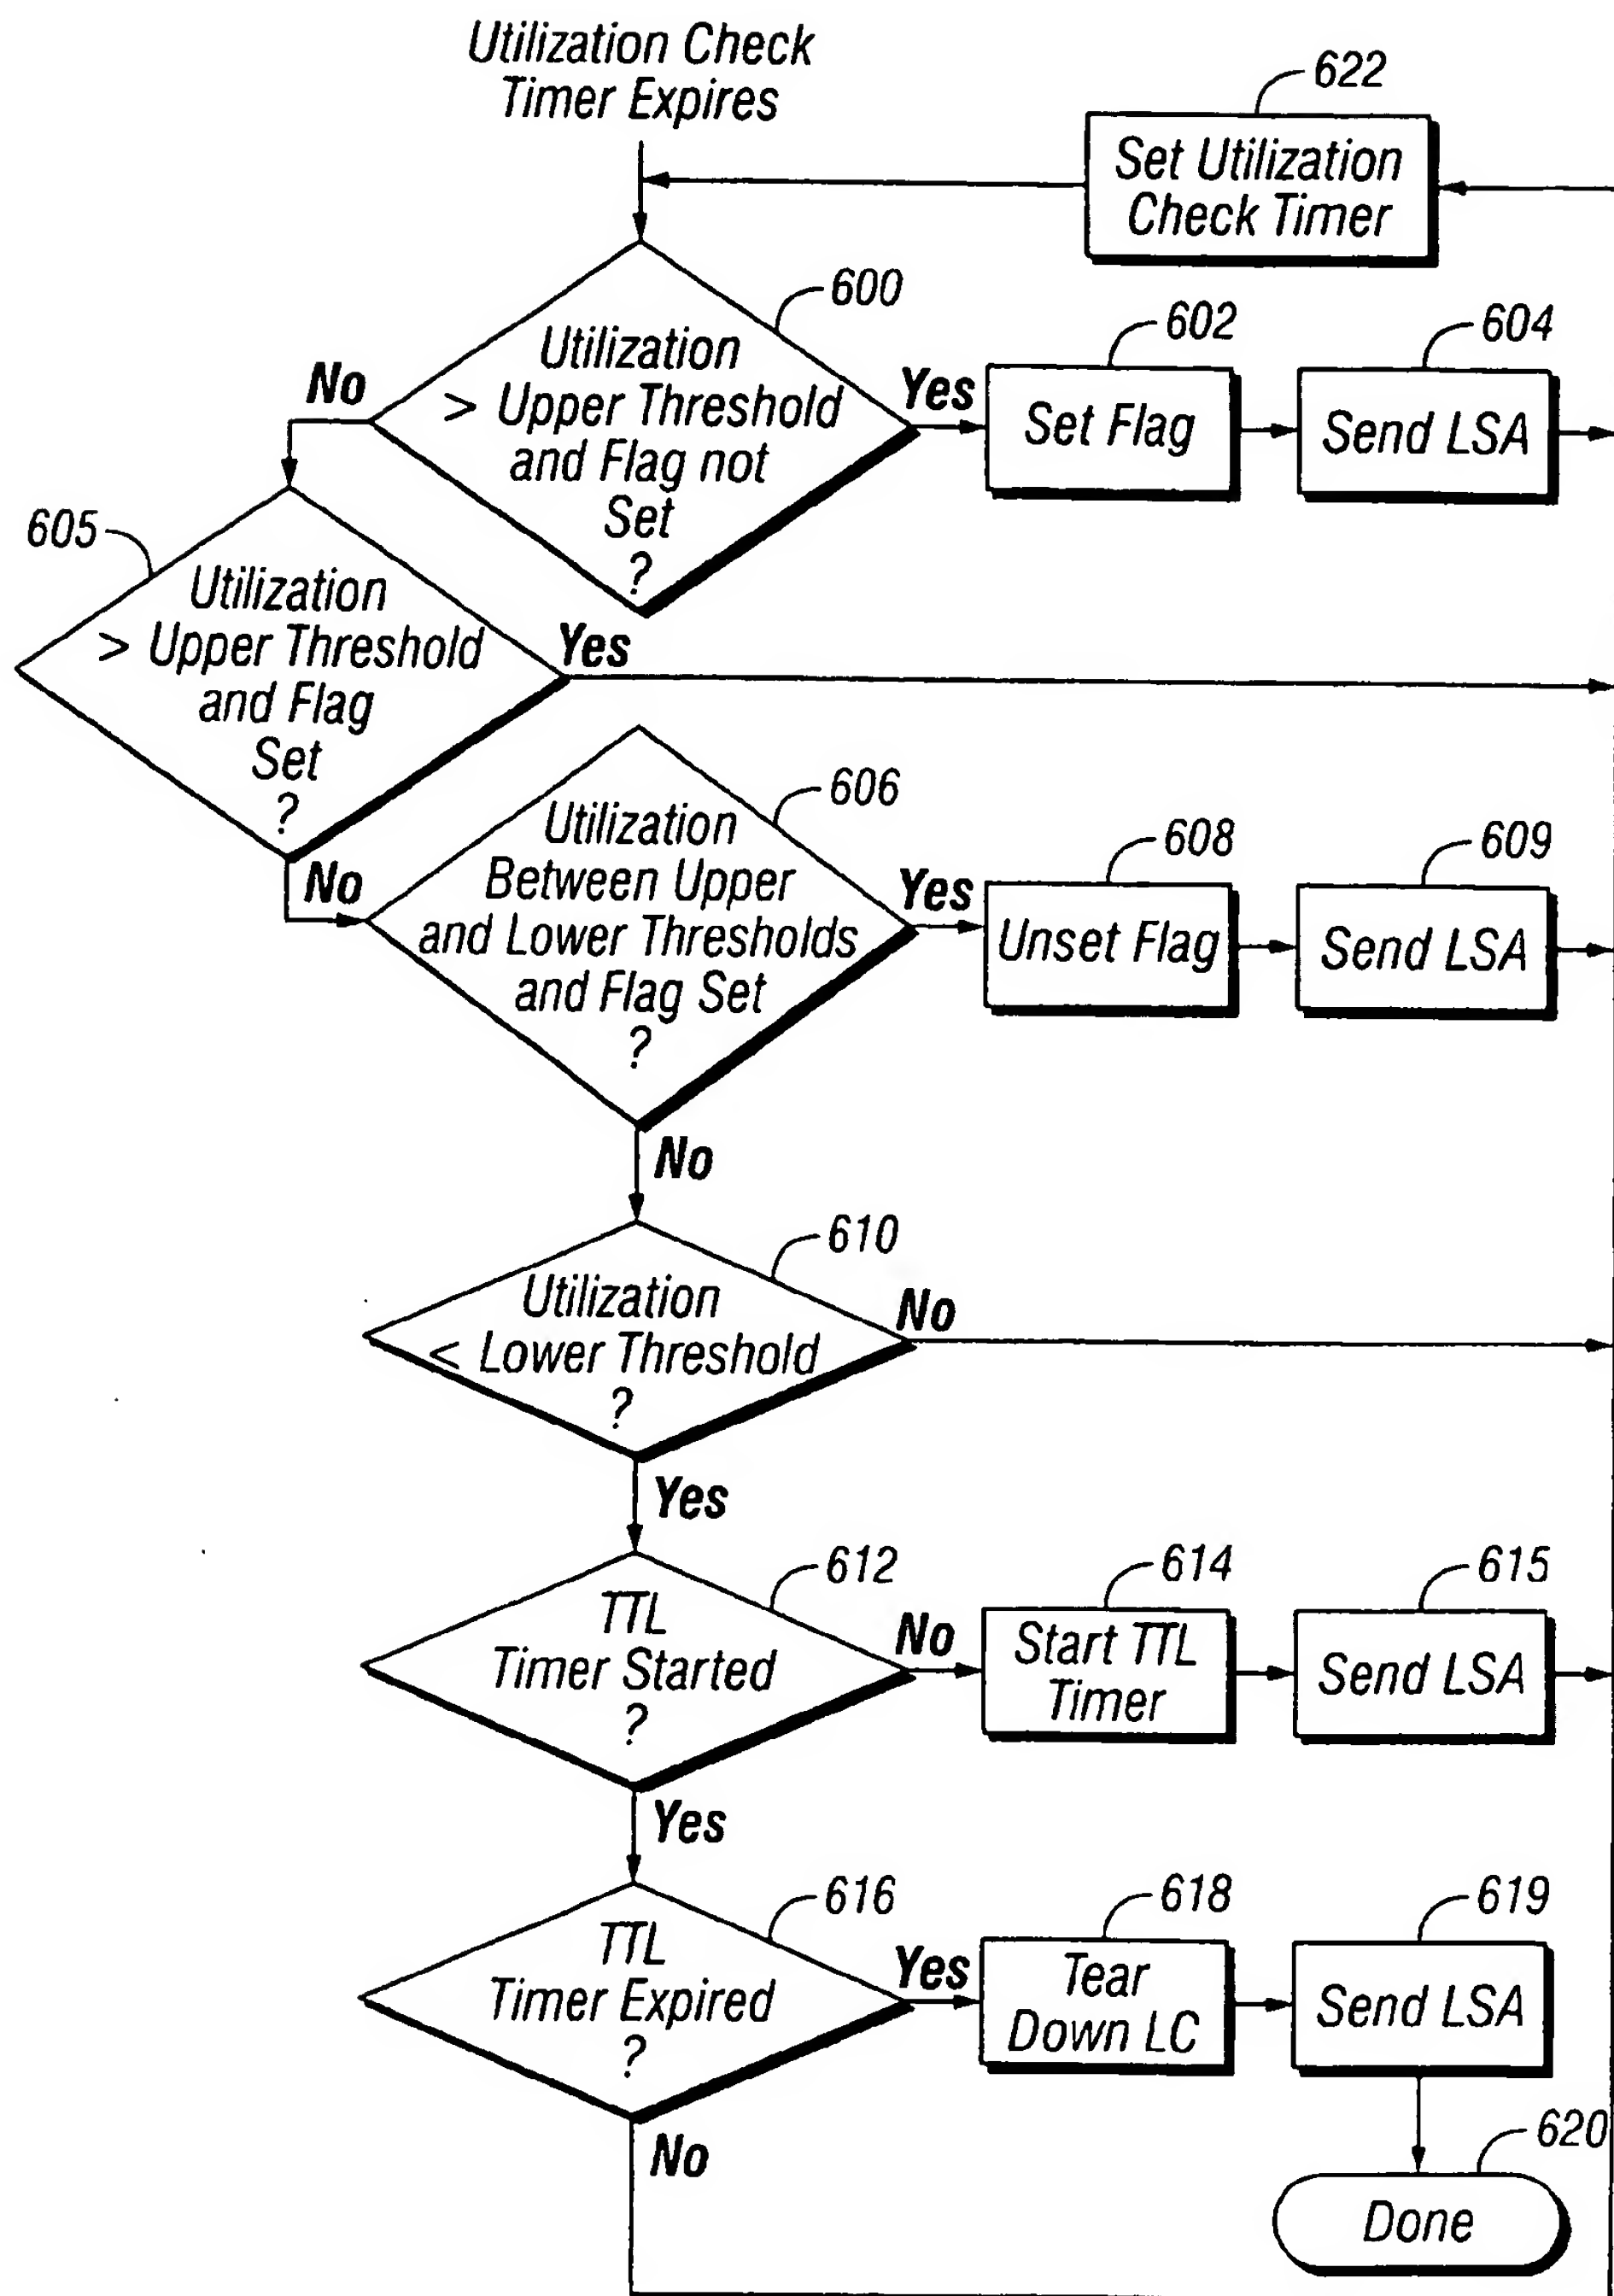 Utilization Check
Timer Expires
622
Set Utilization
Check Timer
600
Utilization
> Upper Threshold
and Flag not
Set
?
No
Yes
602
Set Flag
604
Send LSA
605
Utilization
> Upper Threshold
and Flag
Set
?
Yes
No
606
Utilization
Between Upper
and Lower Thresholds
and Flag Set
?
Yes
608
Unset Flag
609
Send LSA
No
610
Utilization
< Lower Threshold
?
No
Yes
612
TTL
Timer Started
?
No
614
Start TTL
Timer
615
Send LSA
Yes
616
TTL
Timer Expired
?
Yes
618
Tear
Down LC
619
Send LSA
No
620
Done